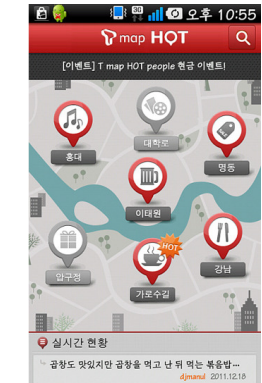 오후 10:55
T map HOT
[이벤트] T map HOT people 현금 이벤트!
대학로
홍대
명동
이태원
HOT
압구정
강남
가로수길
실시간 현황
곱창도 맛있지만 곱창을 먹고 난 뒤 먹는 볶음밥…
djmanul 2011.12.18